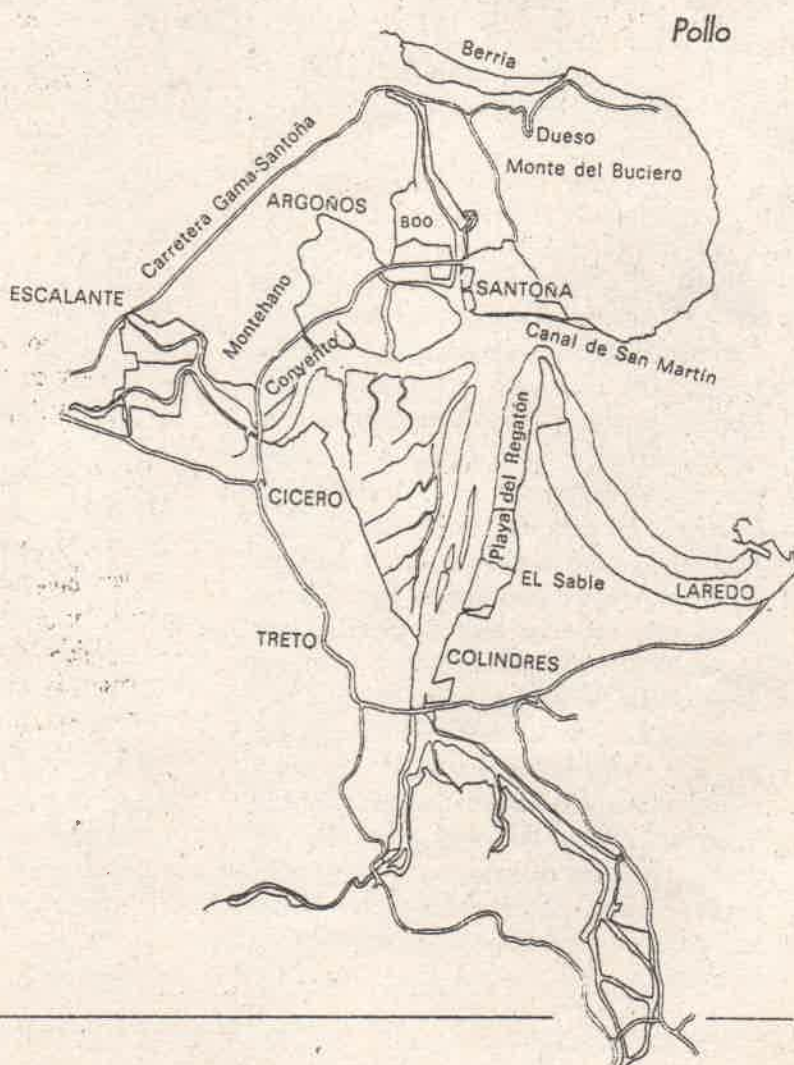 Pollo
Berria
Dueso
Monte del Buciero
Carretera Gama-Santoña
ARGOÑOS
BOO
ESCALANTE
Montehano
SANTOÑA
Convento
Canal de San Martín
Playa del Regatón
CICERO
EL Sable
LAREDO
TRETO
COLINDRES